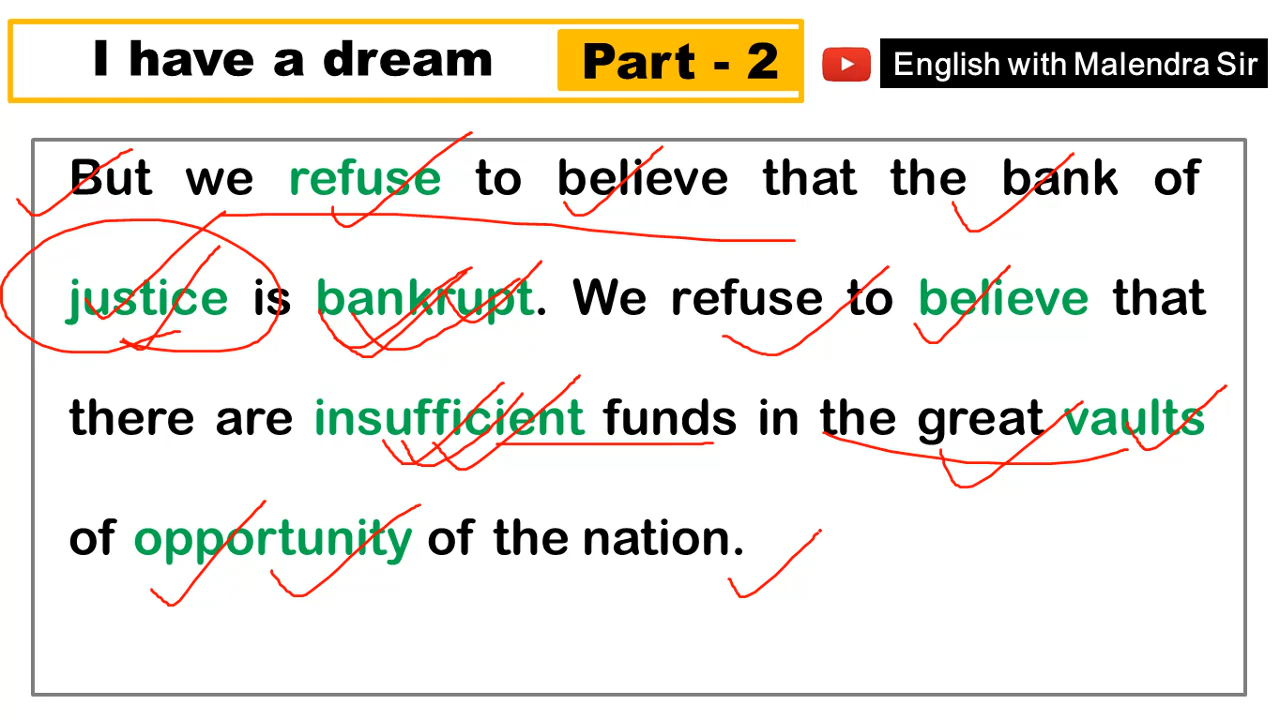 I have a dream Part - 2 English with Malendra Sir
But we refuse to believe that the bank of
justice is bankrupt. We refuse to believe that
there are insufficient funds in the great vaults
of opportunity of the nation.